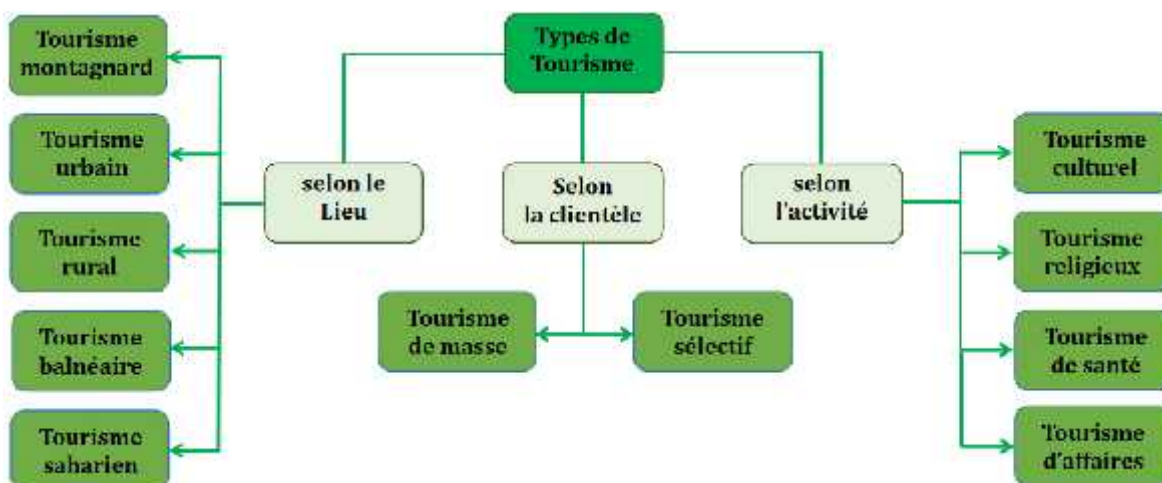 Types de
Tourisme
selon le
Lieu
Tourisme
montagnard
Tourisme
urbain
Tourisme
rural
Tourisme
balnéaire
Tourisme
saharien
Selon
la clientèle
Tourisme
de masse
Tourisme
sélectif
selon
l'activité
Tourisme
culturel
Tourisme
religieux
Tourisme
de santé
Tourisme
d'affaires